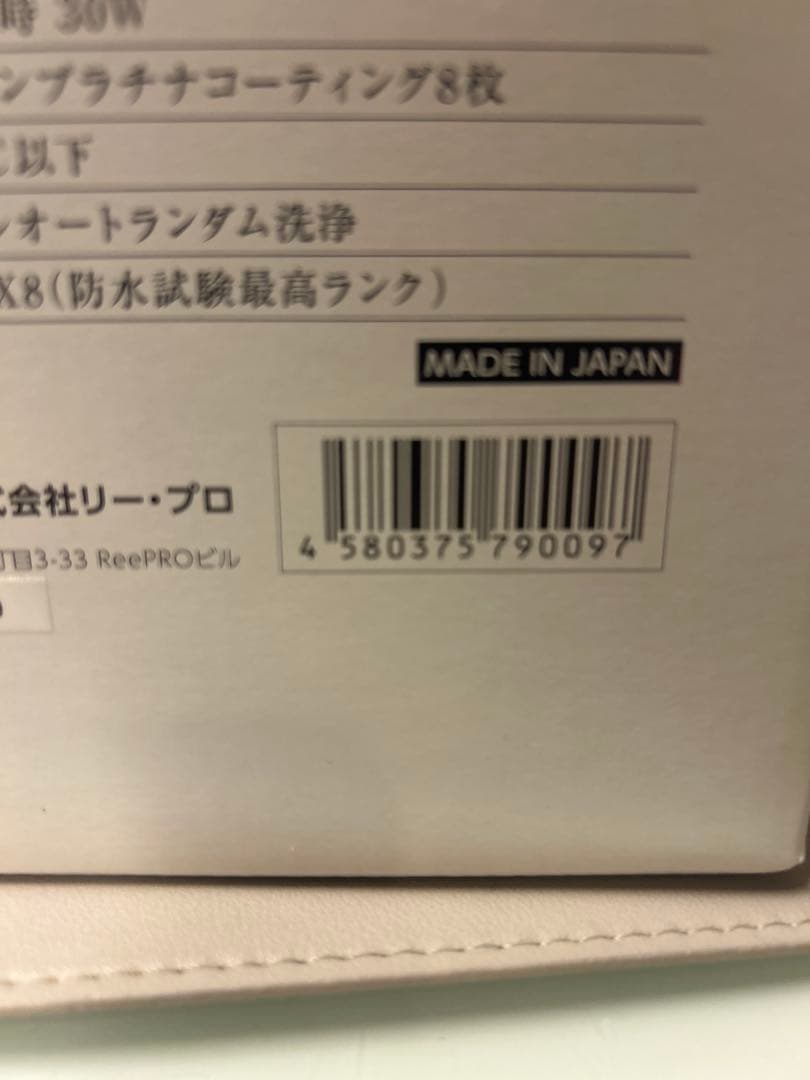 時 30W
ンプラチナコーティング8枚
℃以下
オートランダム洗浄
X8(防水試験最高ランク)
MADE IN JAPAN
式会社リー・プロ
丁目3-33 ReePROビル
4 580375 790097